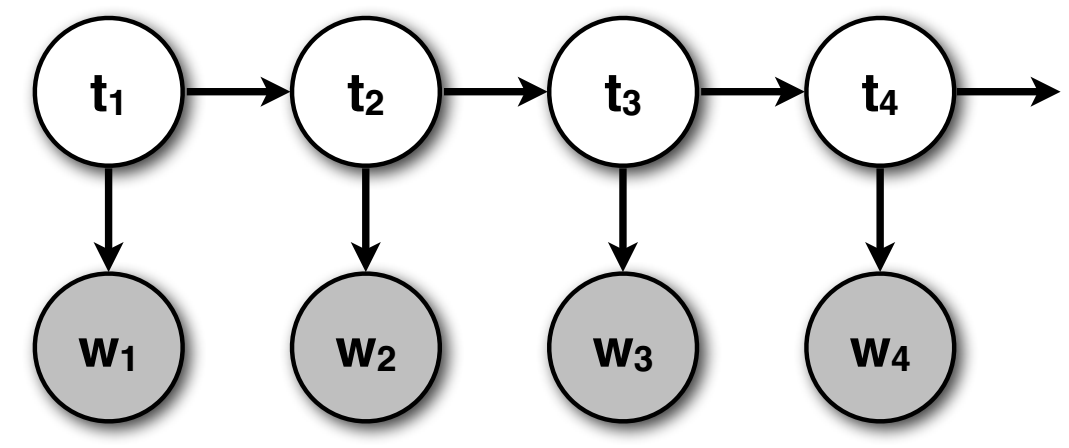 t₁ t₂ t₃ t₄
w₁ w₂ w₃ w₄